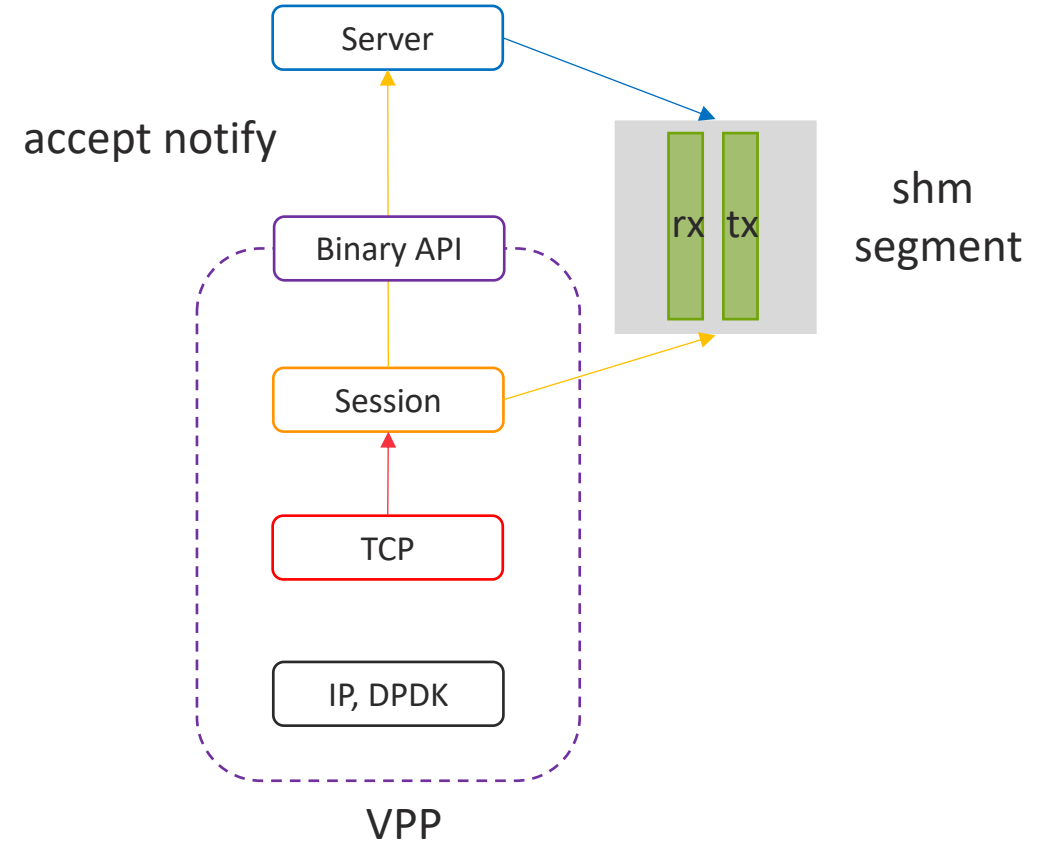 Server
accept notify
shm
segment
rx tx
Binary API
Session
TCP
IP, DPDK
VPP